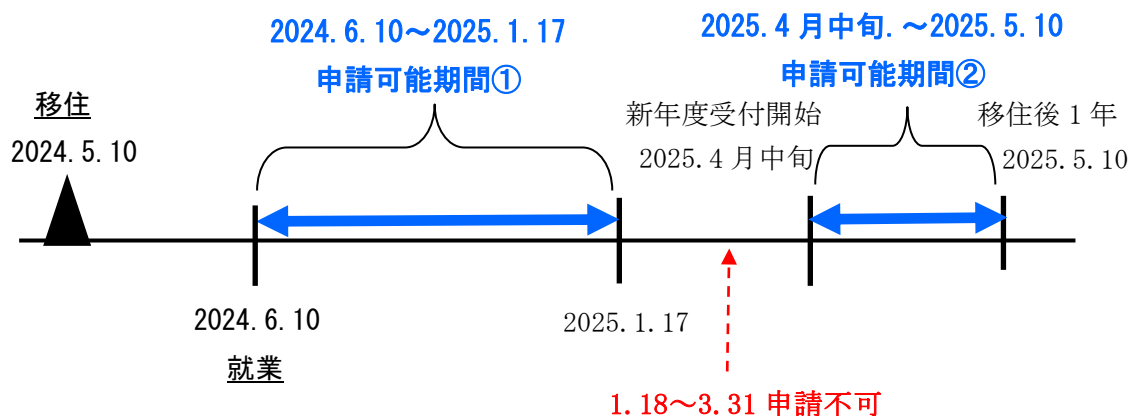 2024.6.10～2025.1.17
申請可能期間①
2025.4月中旬.～2025.5.10
申請可能期間②
移住
2024.5.10
新年度受付開始
2025.4月中旬
移住後1年
2025.5.10
2024.6.10
就業
2025.1.17
1.18～3.31申請不可